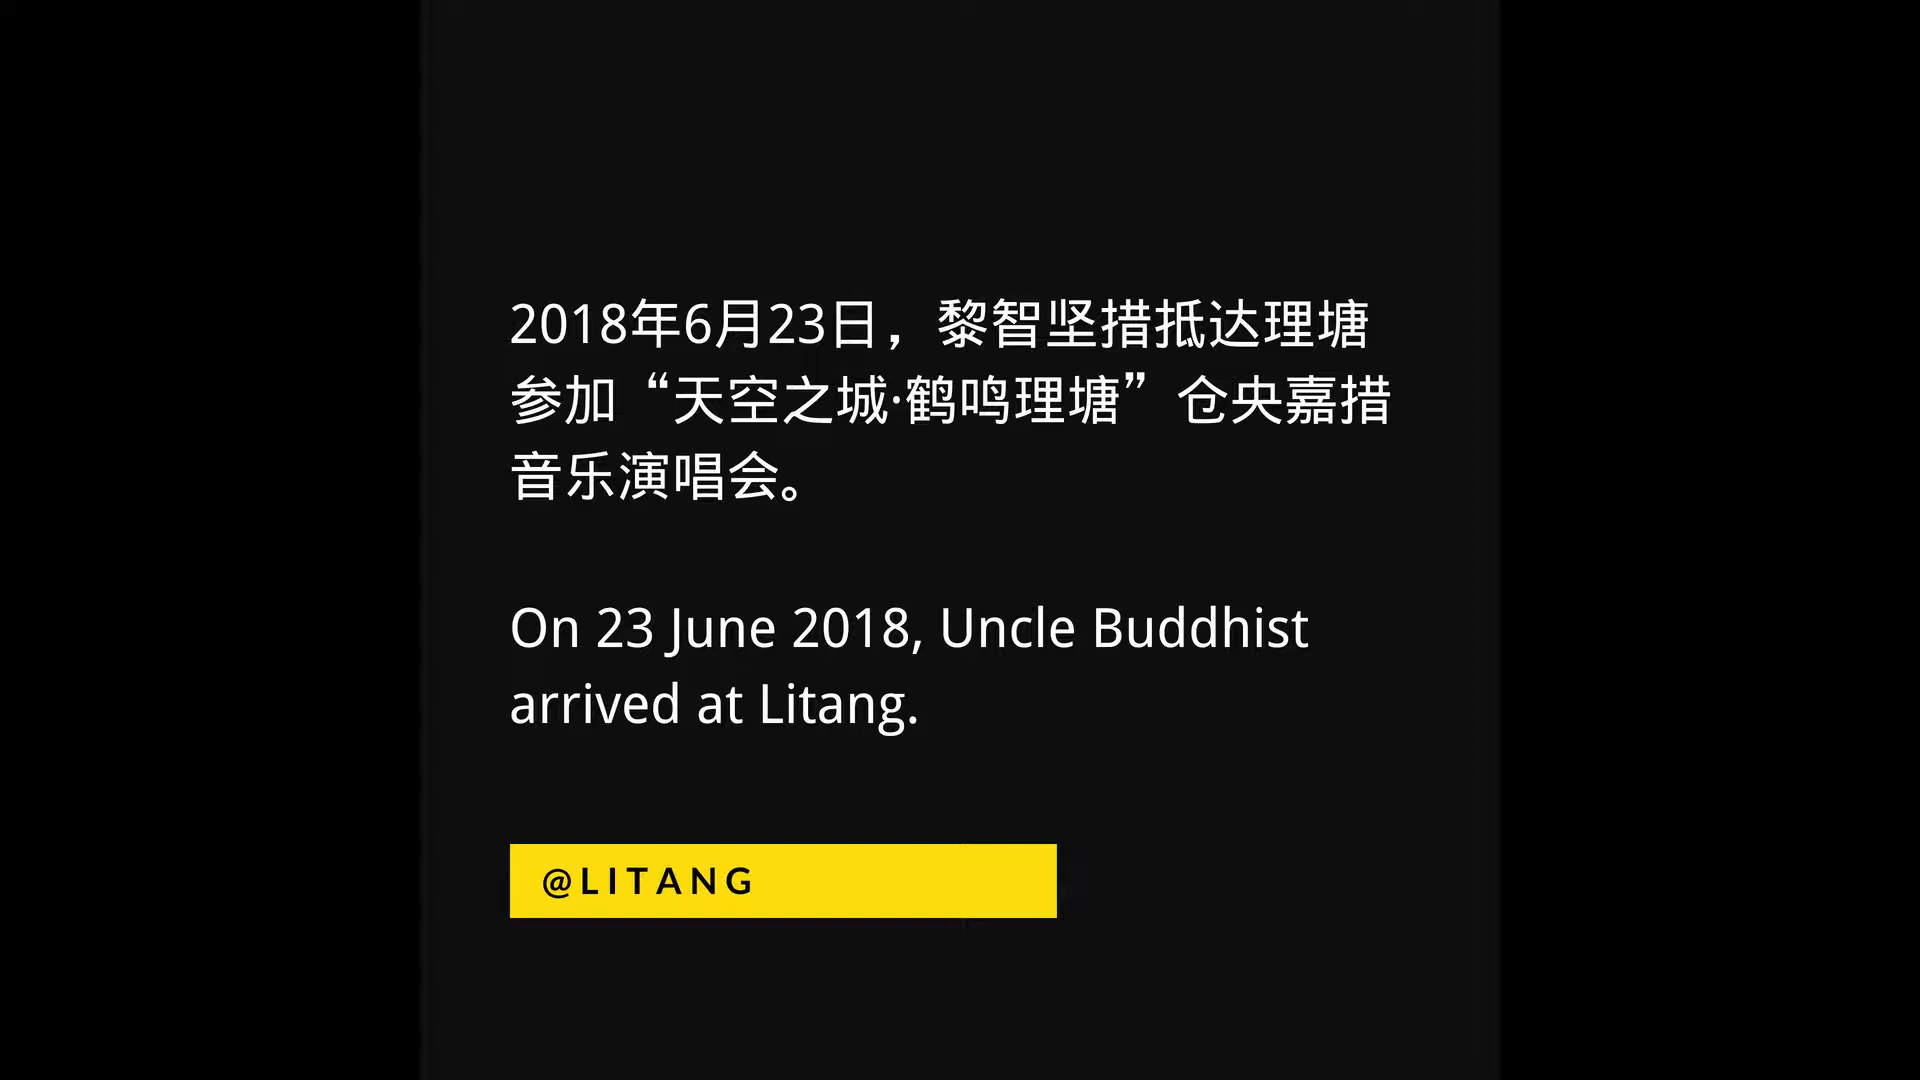 2018年6月23日，黎智坚措抵达理塘
参加“天空之城·鹤鸣理塘”仓央嘉措
音乐演唱会。
On 23 June 2018, Uncle Buddhist
arrived at Litang.
@LITANG